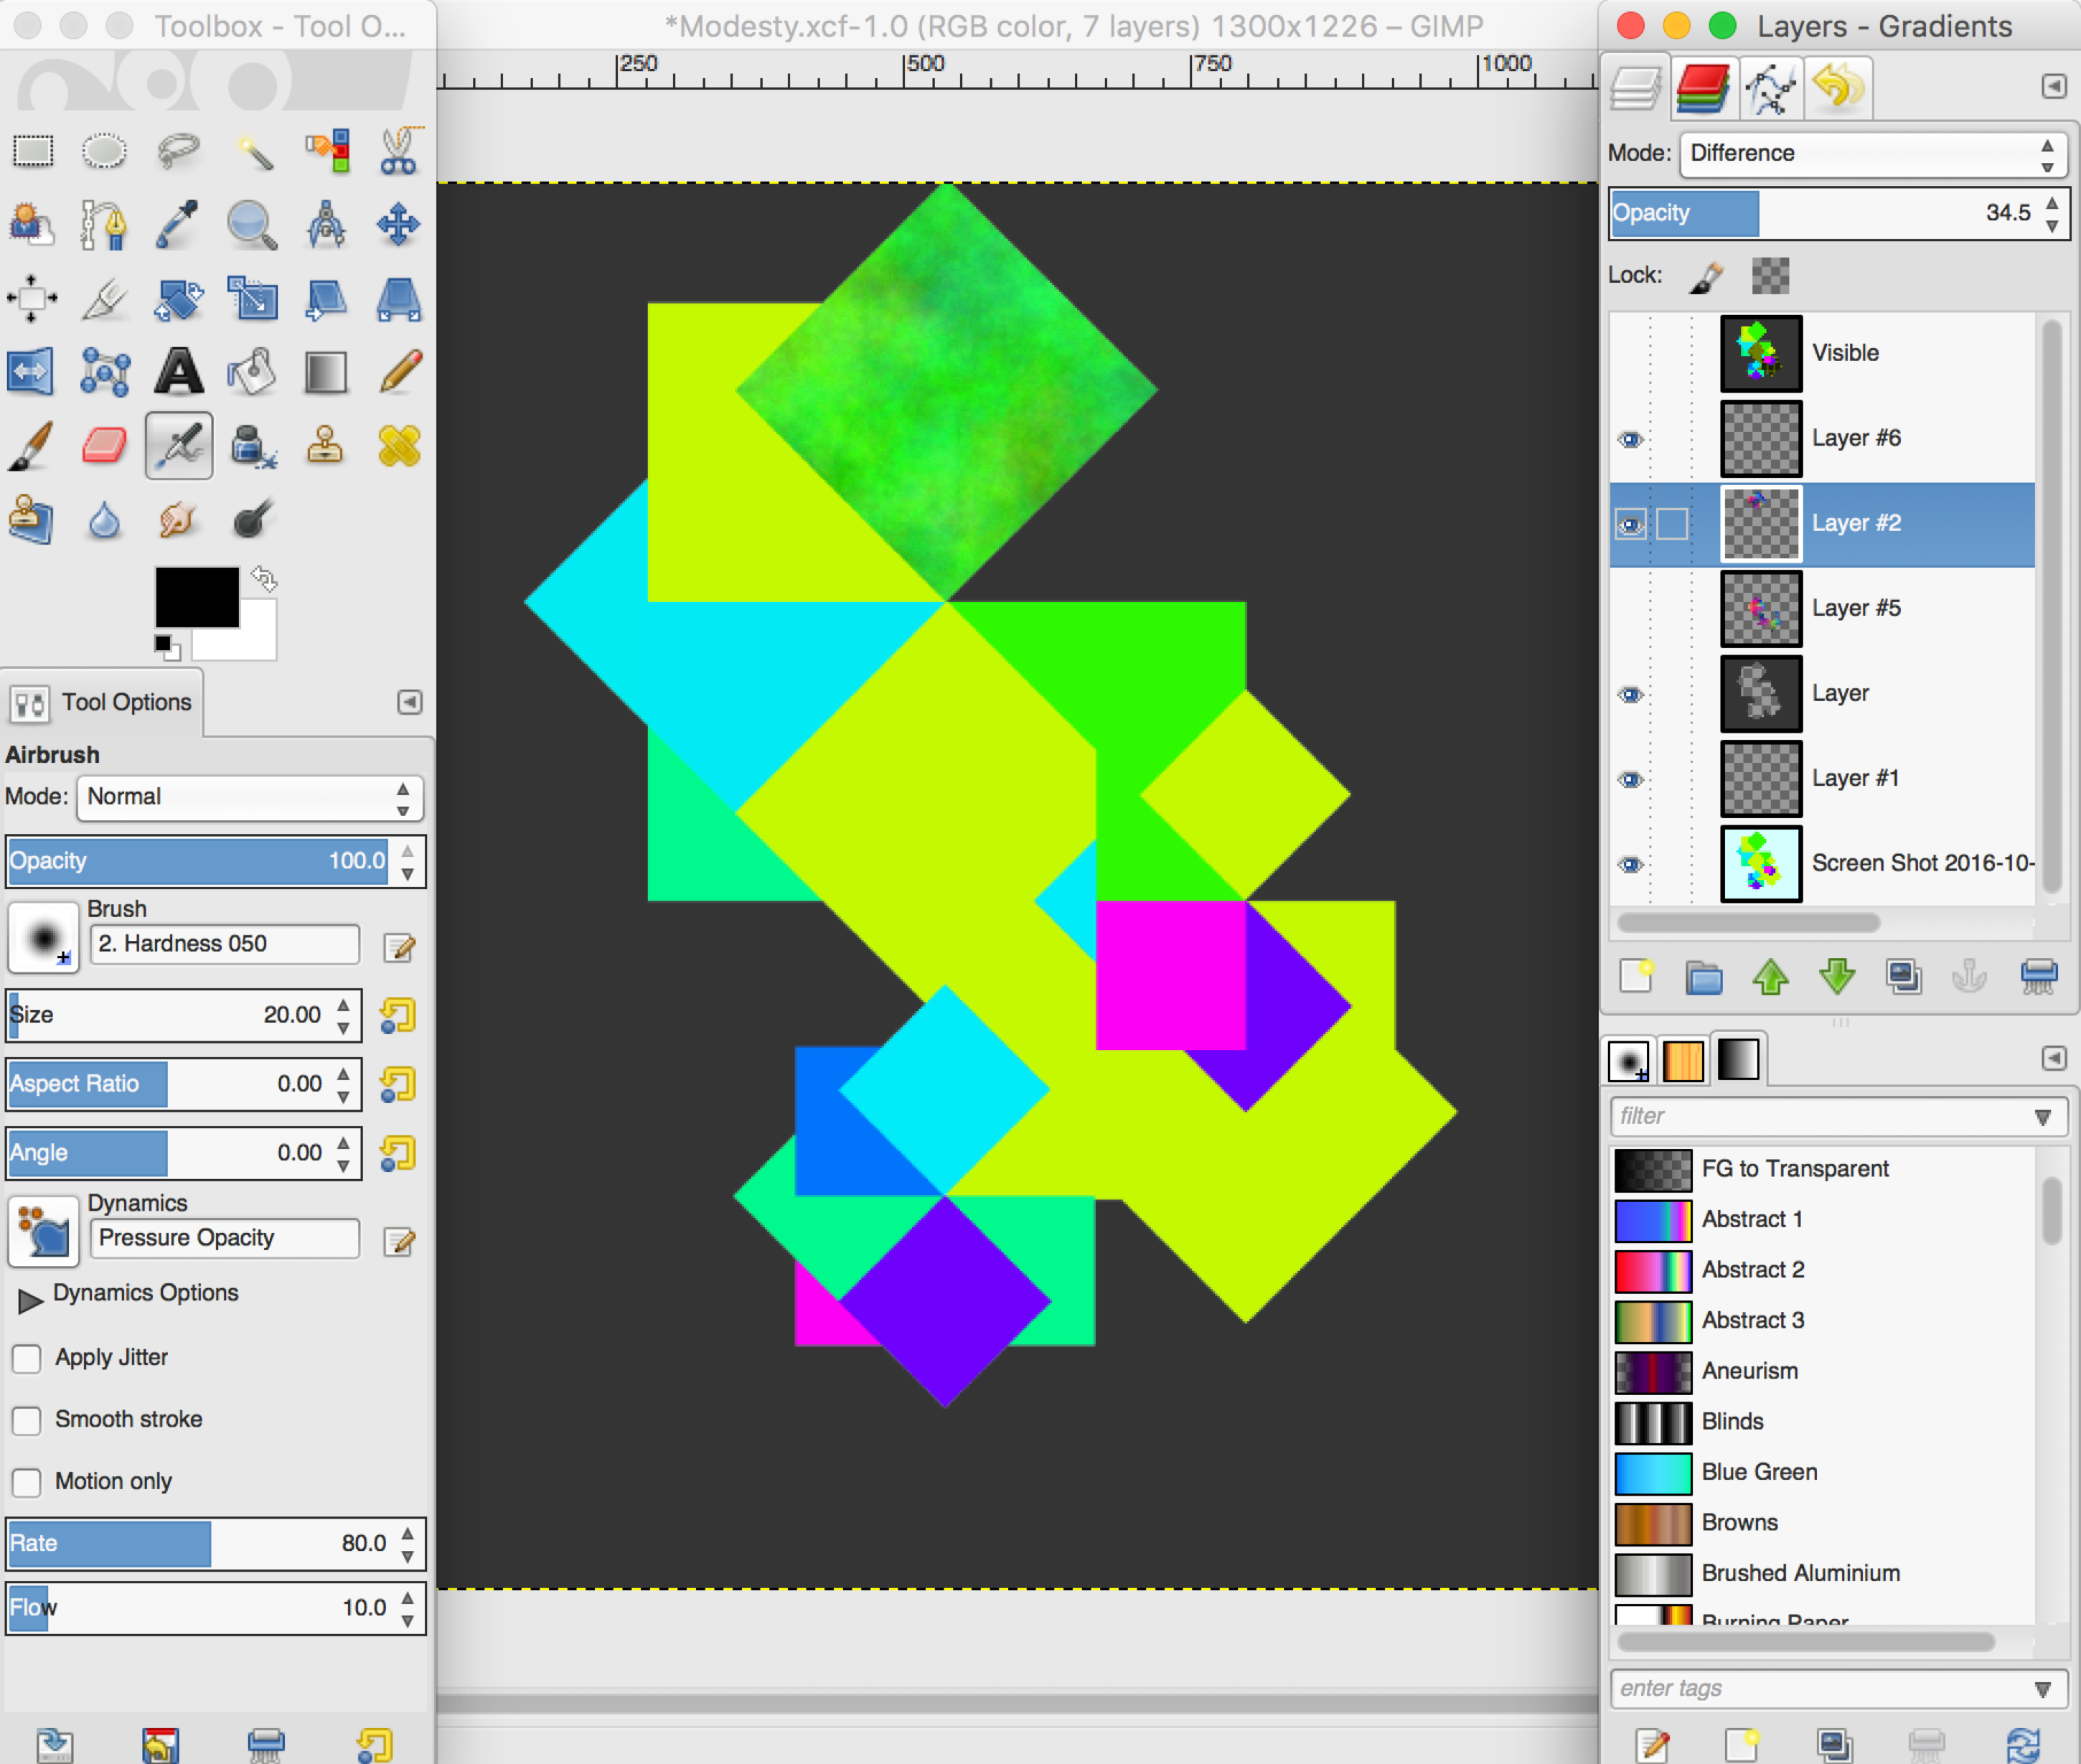 Toolbox - Tool O...
*Modesty.xcf-1.0 (RGB color, 7 layers) 1300x1226 – GIMP
Layers - Gradients
250
500
750
1000
Mode: Difference
Opacity 34.5
Lock:
Visible
Layer #6
Layer #2
Layer #5
Layer
Layer #1
Screen Shot 2016-10-
Tool Options
Airbrush
Mode: Normal
Opacity 100.0
Brush
2. Hardness 050
Size 20.00
Aspect Ratio 0.00
Angle 0.00
Dynamics
Pressure Opacity
Dynamics Options
Apply Jitter
Smooth stroke
Motion only
Rate 80.0
Flow 10.0
filter
FG to Transparent
Abstract 1
Abstract 2
Abstract 3
Aneurism
Blinds
Blue Green
Browns
Brushed Aluminium
Burning Paper
enter tags